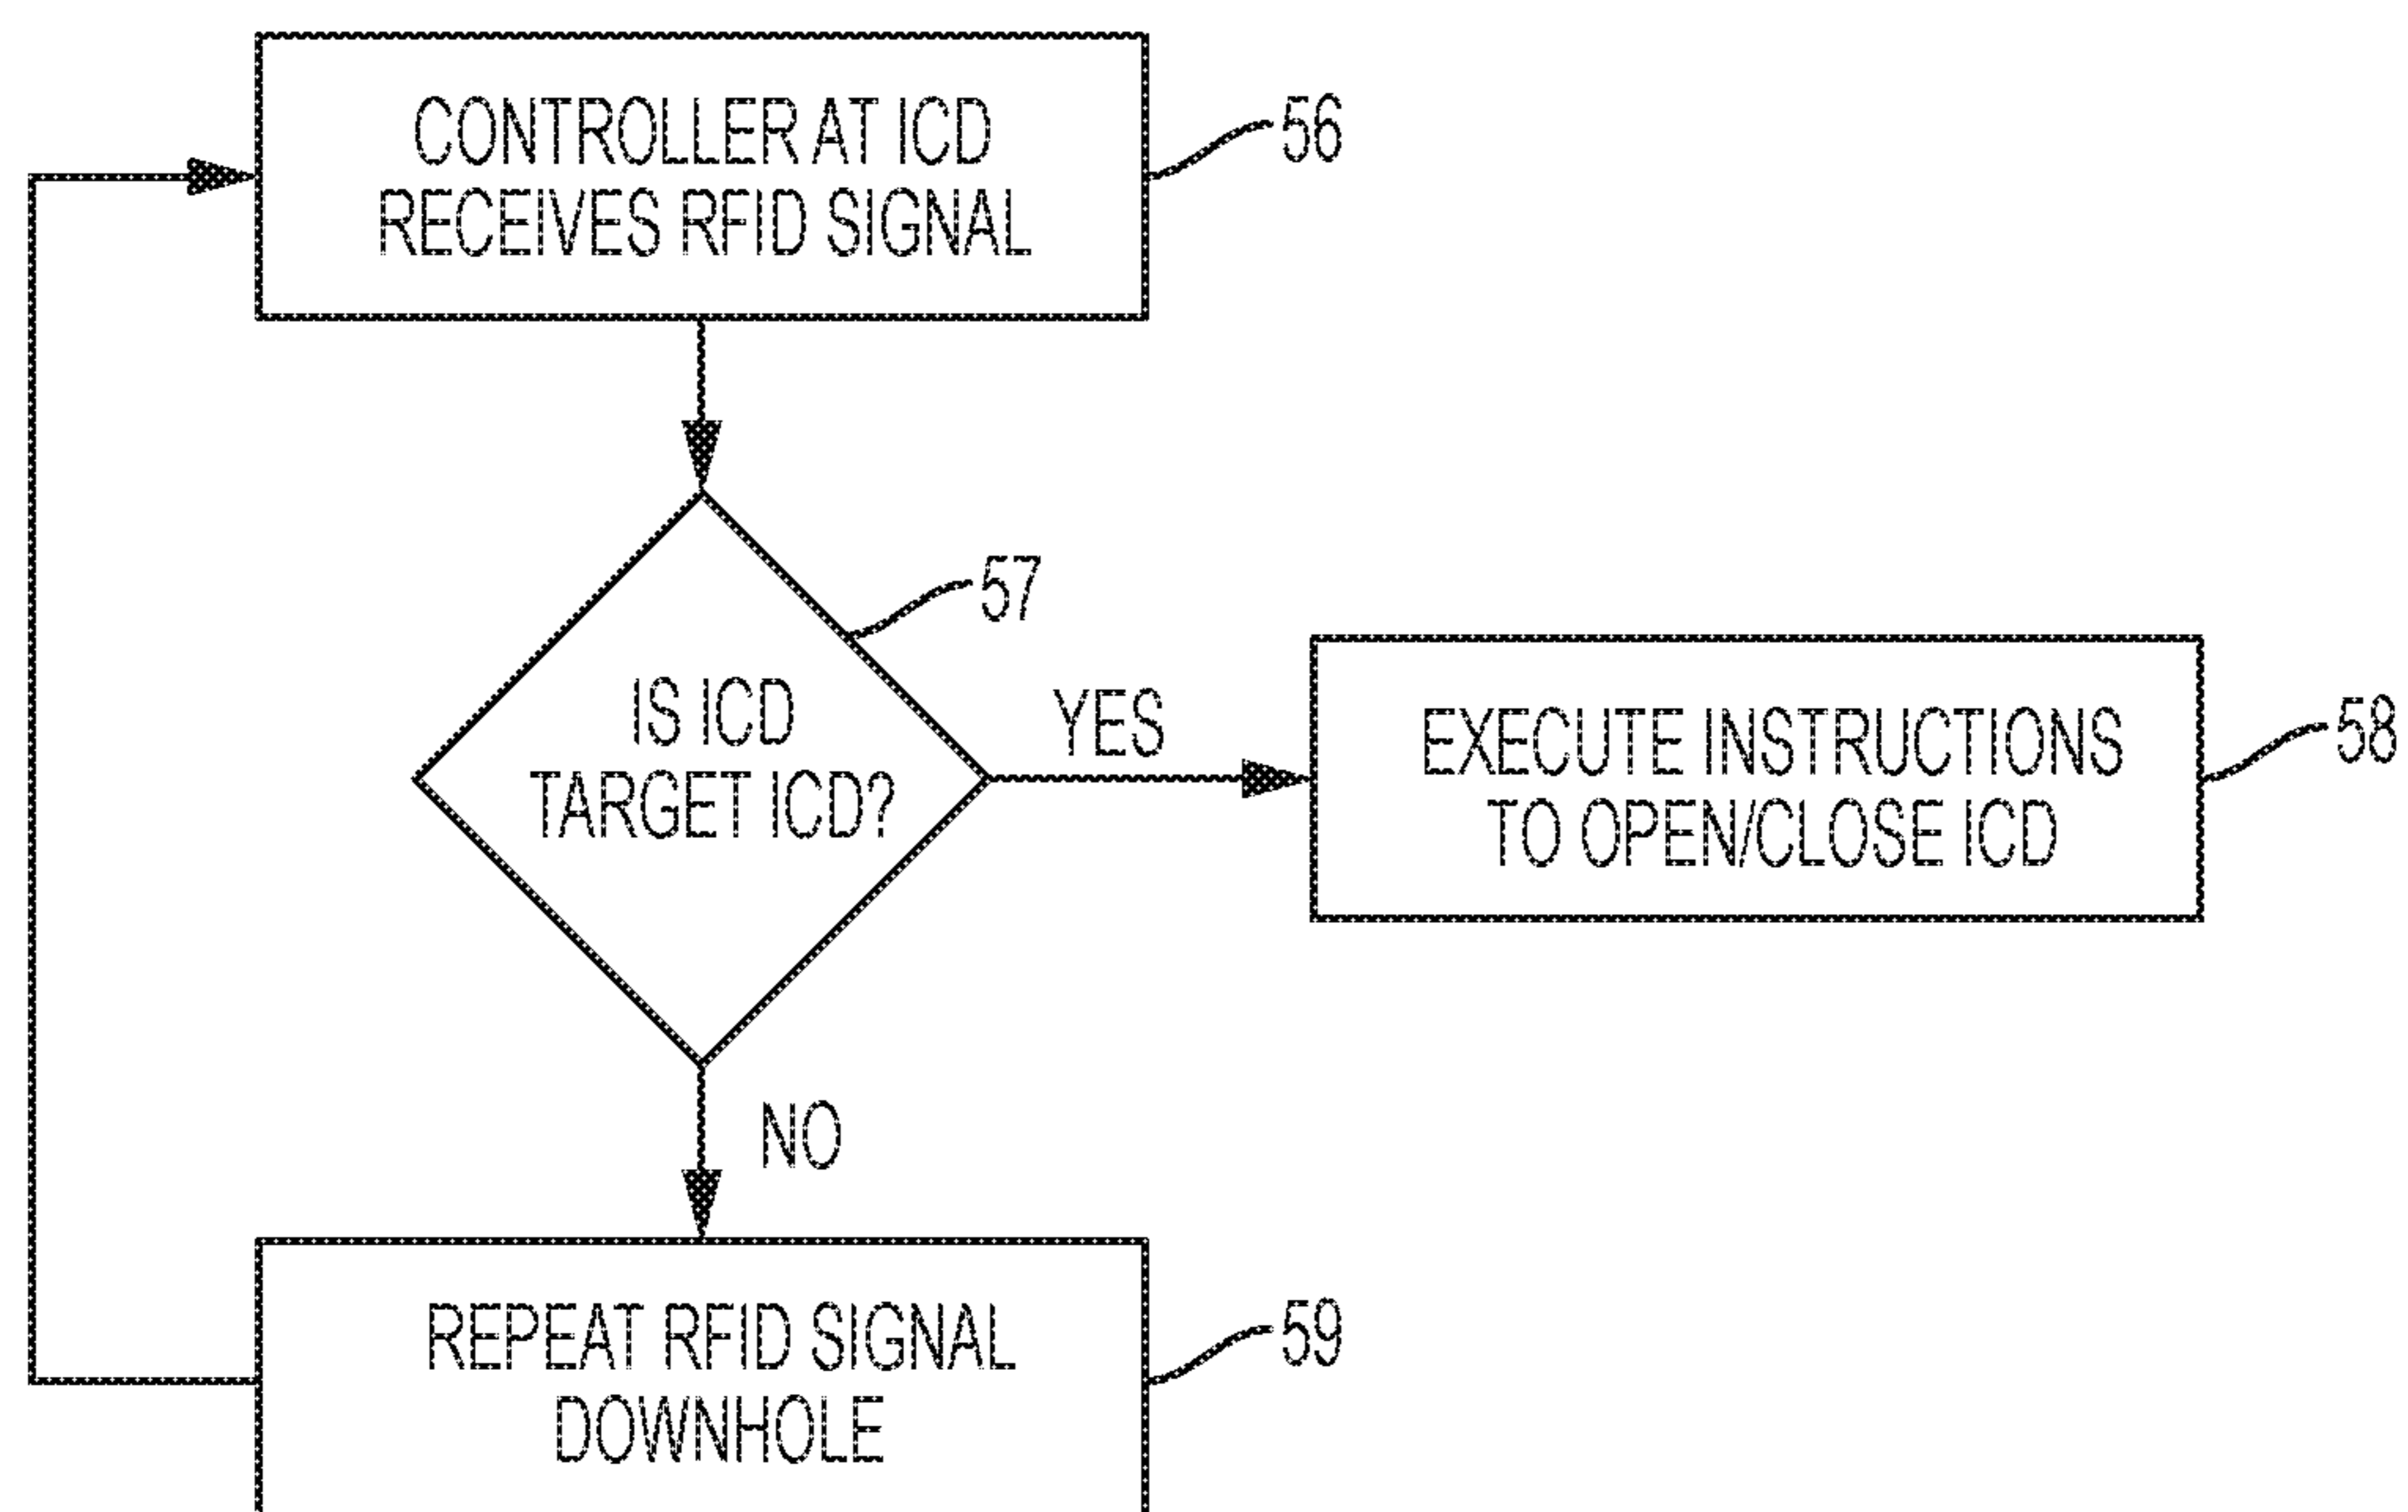 CONTROLLER AT ICD
RECEIVES RFID SIGNAL
56
57
IS ICD
TARGET ICD?
YES
EXECUTE INSTRUCTIONS
TO OPEN/CLOSE ICD
58
NO
REPEAT RFID SIGNAL
DOWNHOLE
59